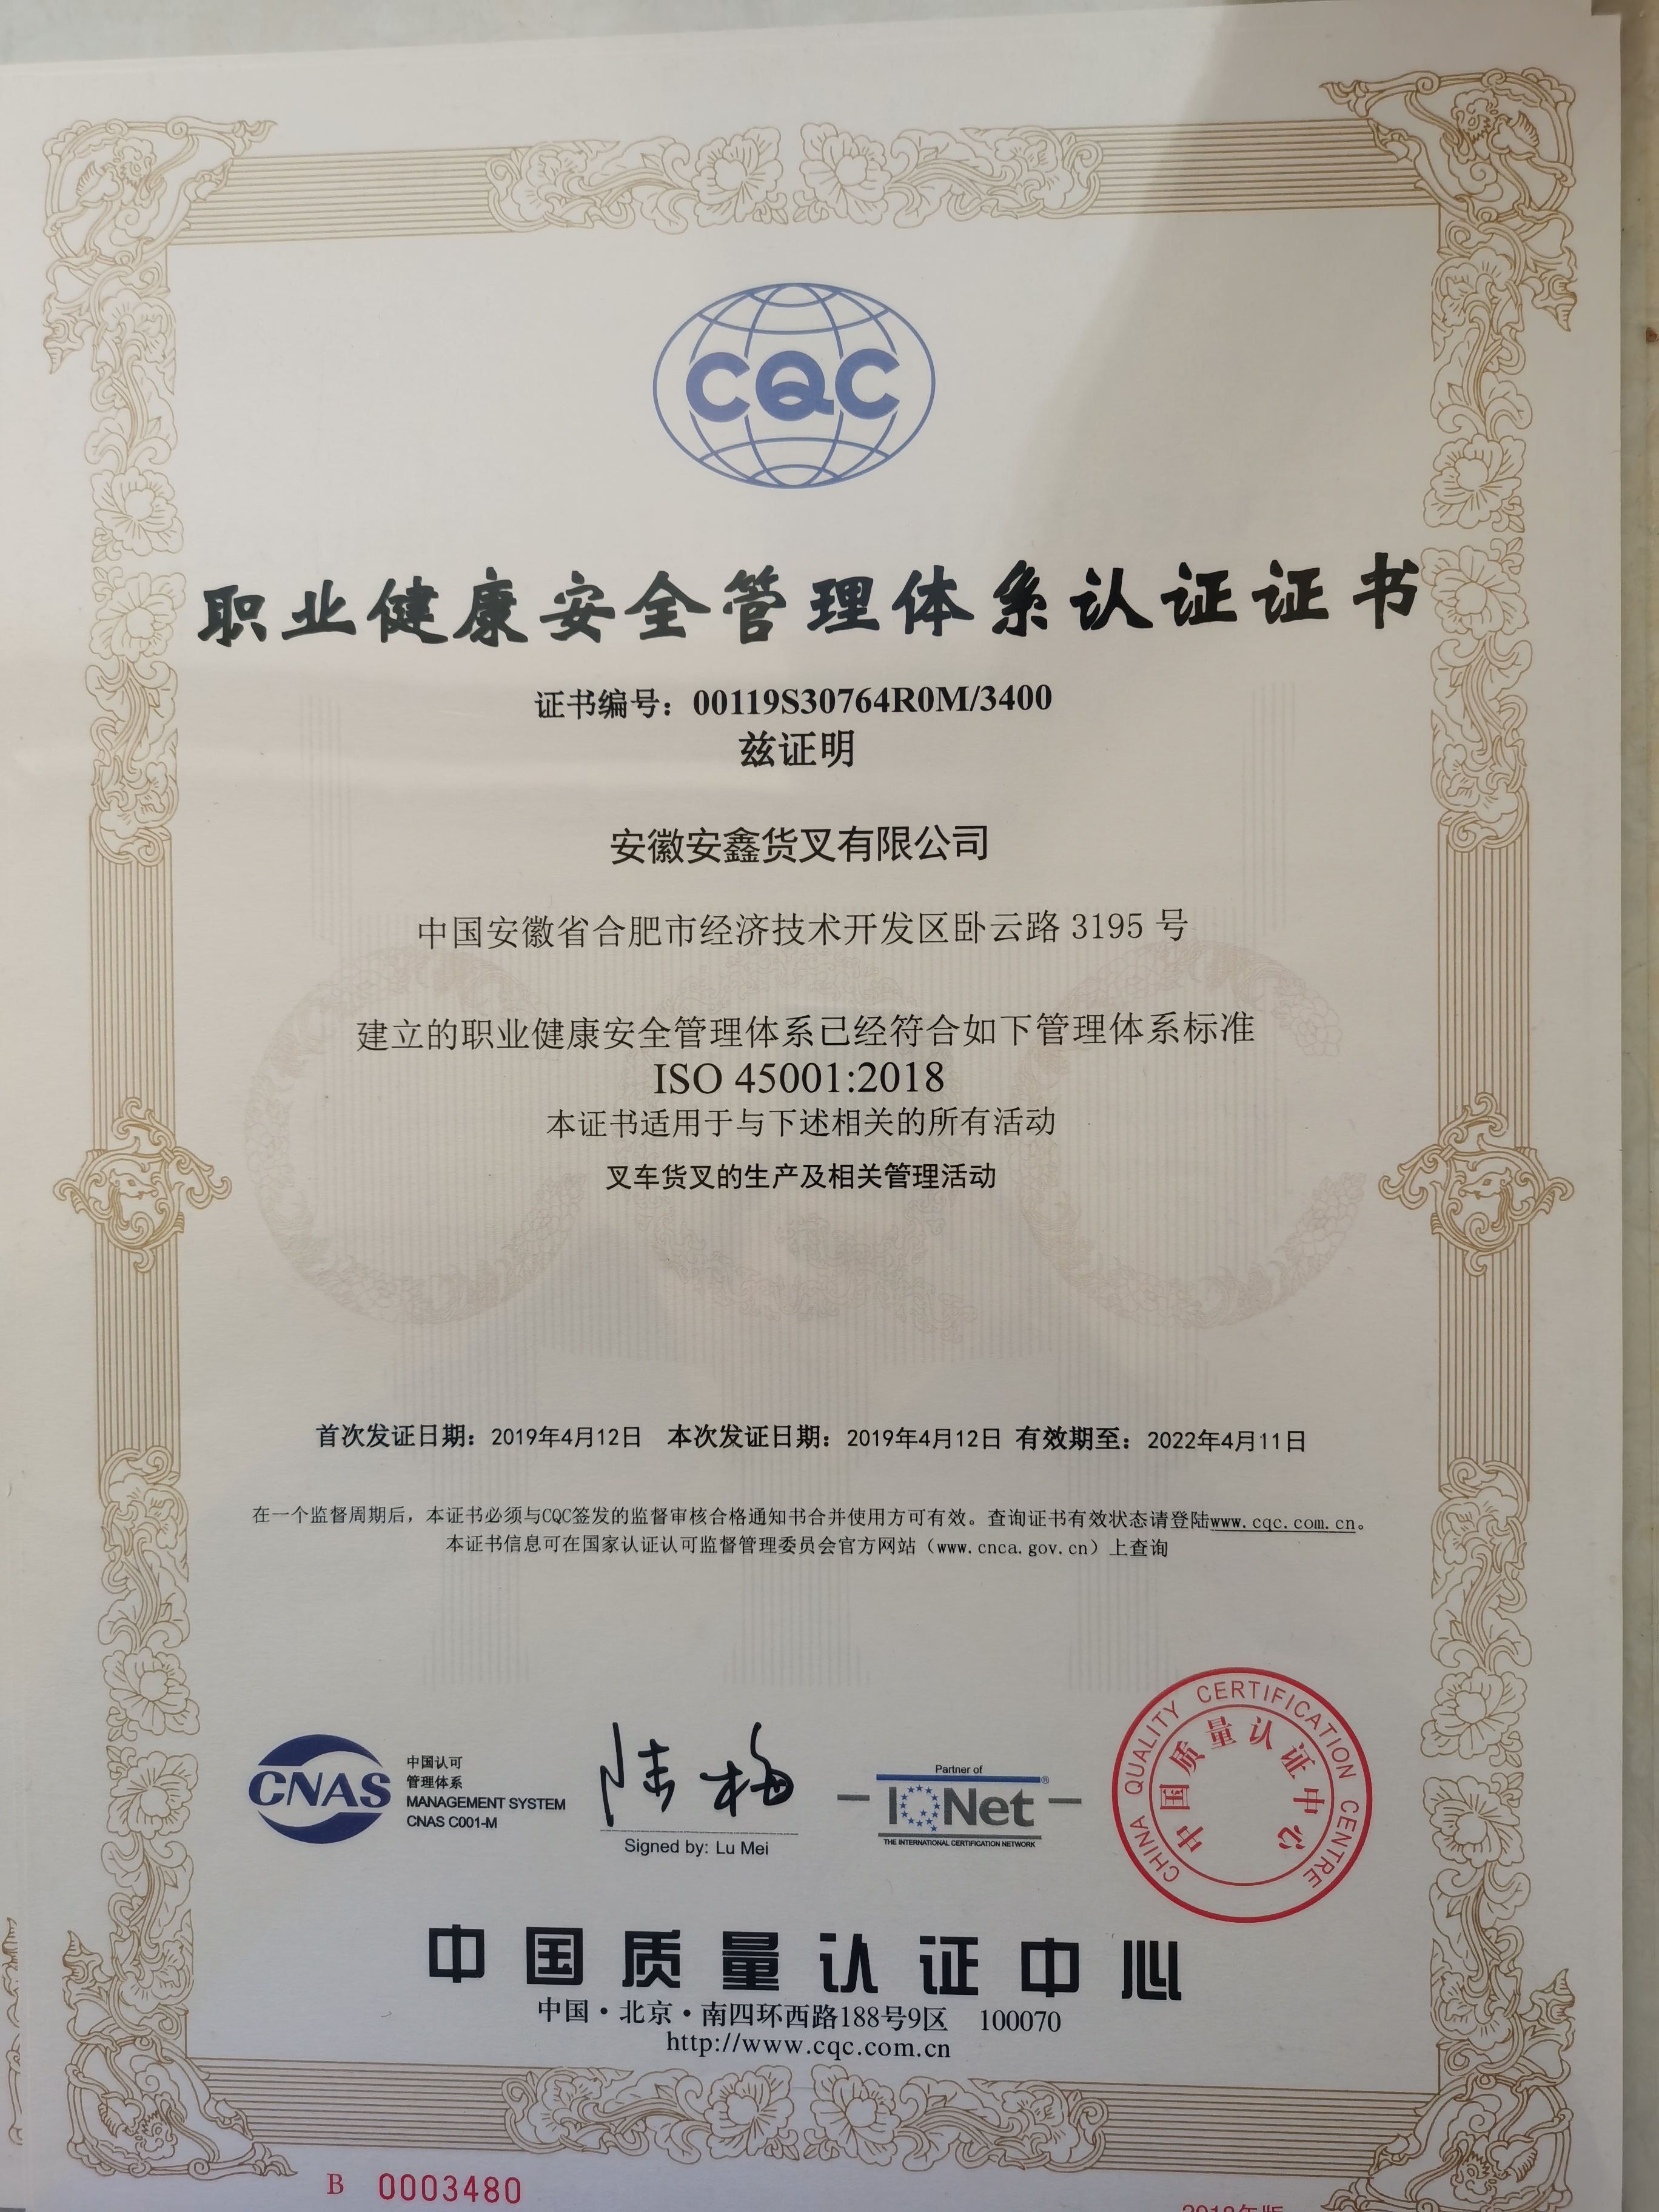 CQC
职业健康安全管理体系认证证书
证书编号：00119S30764R0M/3400
兹证明
安徽安鑫货叉有限公司
中国安徽省合肥市经济技术开发区卧云路 3195 号
建立的职业健康安全管理体系已经符合如下管理体系标准
ISO 45001:2018
本证书适用于与下述相关的所有活动
叉车货叉的生产及相关管理活动
首次发证日期：2019年4月12日 本次发证日期：2019年4月12日 有效期至：2022年4月11日
在一个监督周期后，本证书必须与CQC签发的监督审核合格通知书合并使用方可有效。查询证书有效状态请登陆www.cqc.com.cn。
本证书信息可在国家认证认可监督管理委员会官方网站（www.cnca.gov.cn）上查询
CNAS
中国认可
管理体系
MANAGEMENT SYSTEM
CNAS C001-M
陆梅
Signed by: Lu Mei
Partner of
IQNet®
THE INTERNATIONAL CERTIFICATION NETWORK
CHINA QUALITY CERTIFICATION CENTRE
中国质量认证中心
中国质量认证中心
中国·北京·南四环西路188号9区 100070
http://www.cqc.com.cn
B 0003480
2018年版